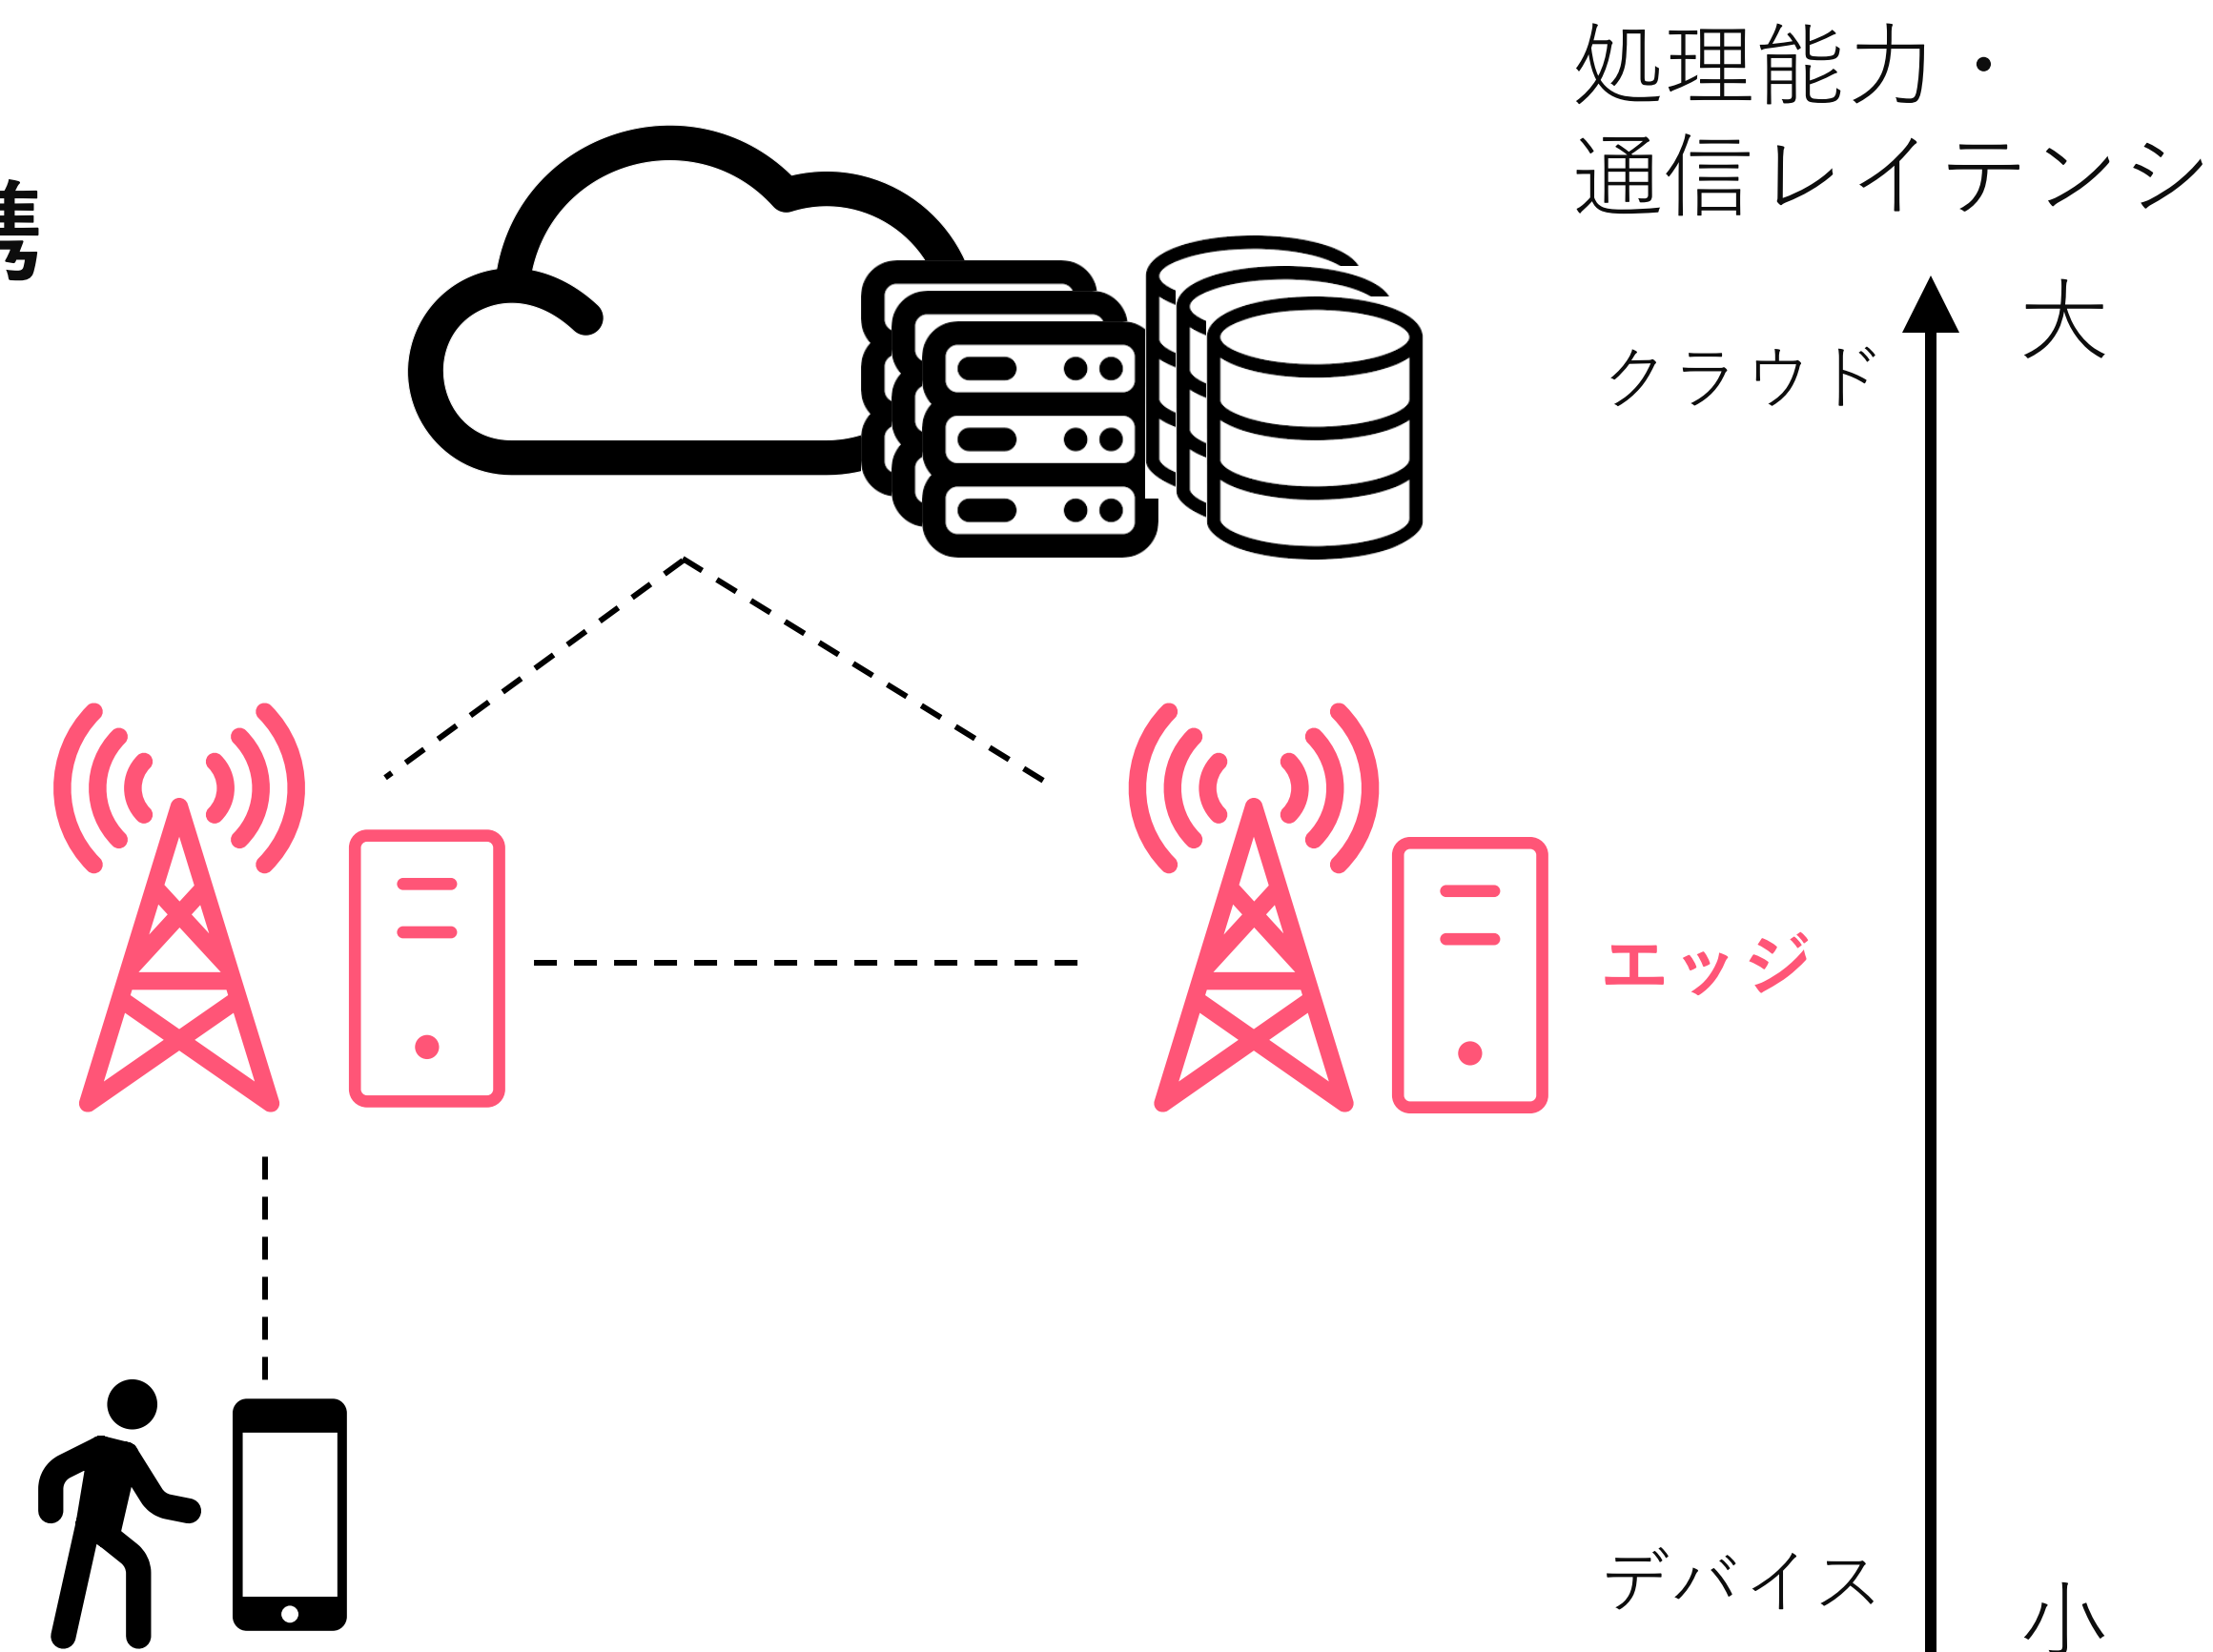 処理能力・
通信レイテンシ
大
クラウド
エッジ
デバイス
小